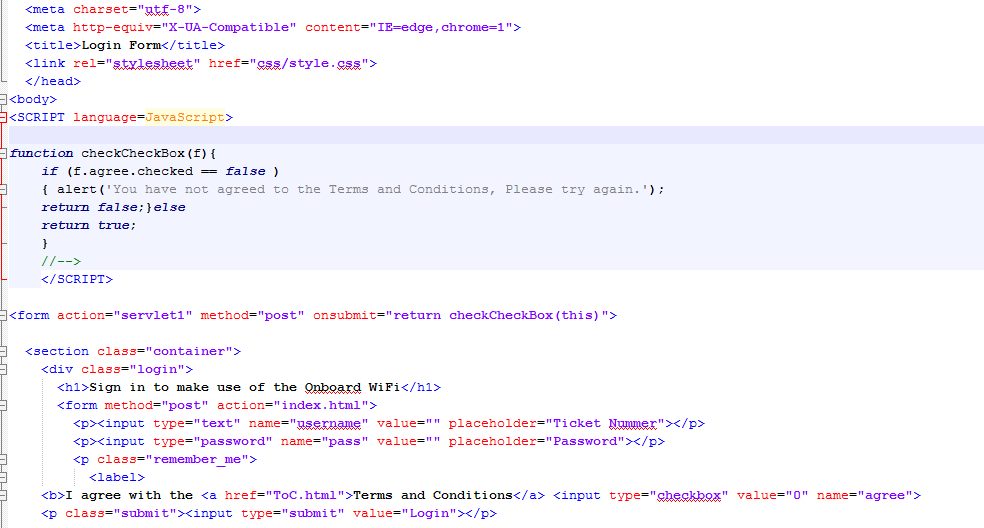 <meta charset="utf-8">
<meta http-equiv="X-UA-Compatible" content="IE=edge,chrome=1">
<title>Login Form</title>
<link rel="stylesheet" href="css/style.css">
</head>
<body>
<SCRIPT language=JavaScript>
function checkCheckBox(f){
if (f.agree.checked == false )
{ alert('You have not agreed to the Terms and Conditions, Please try again.');
return false;}else
return true;
}
//-->
</SCRIPT>
<form action="servlet1" method="post" onsubmit="return checkCheckBox(this)">
<section class="container">
<div class="login">
<h1>Sign in to make use of the Onboard WiFi</h1>
<form method="post" action="index.html">
<p><input type="text" name="username" value="" placeholder="Ticket Nummer"></p>
<p><input type="password" name="pass" value="" placeholder="Password"></p>
<p class="remember_me">
<label>
<b>I agree with the <a href="ToC.html">Terms and Conditions</a> <input type="checkbox" value="0" name="agree">
<p class="submit"><input type="submit" value="Login"></p>